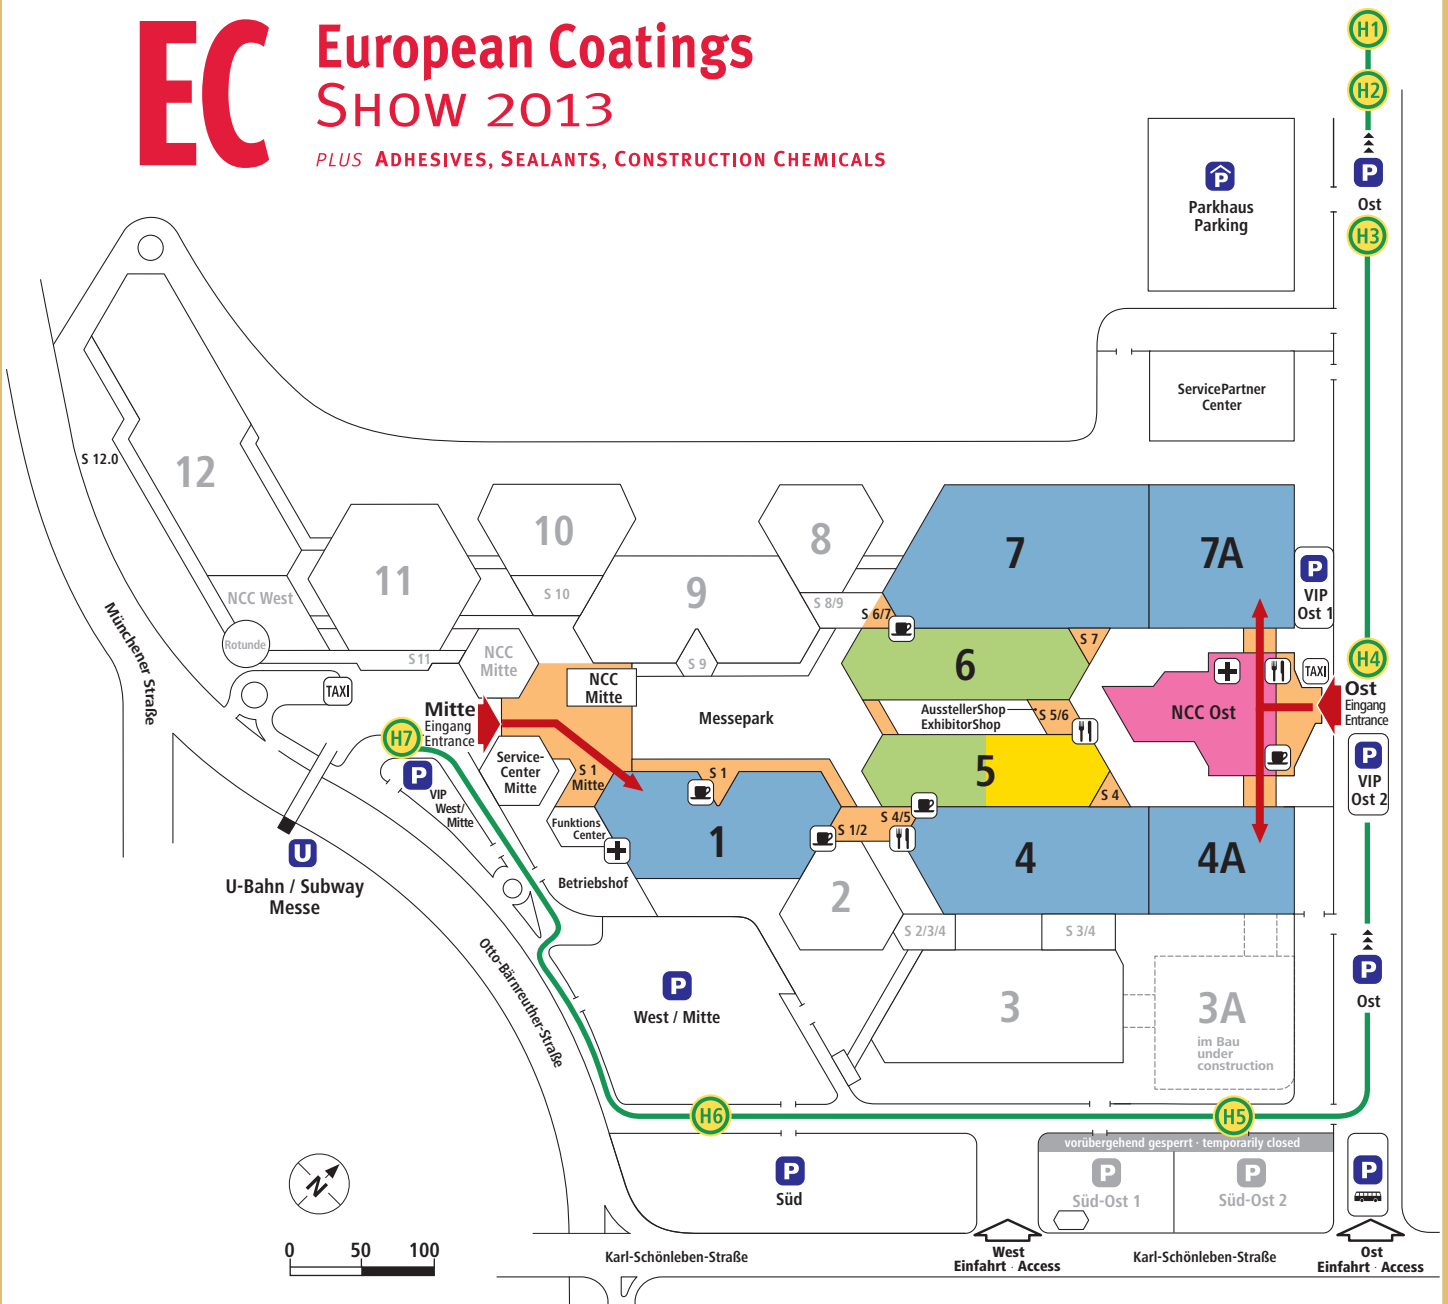 EC
European Coatings
SHOW 2013
PLUS ADHESIVES, SEALANTS, CONSTRUCTION CHEMICALS
H1
H2
P
Ost
H3
P
Parkhaus
Parking
ServicePartner
Center
S 12.0
12
11
10
S 10
9
S 9
8
S 8/9
S 6/7
7
7A
P
VIP
Ost 1
NCC West
Rotunde
S 11
NCC
Mitte
NCC
Mitte
TAXI
Münchener Straße
Mitte
Eingang
Entrance
H7
P
VIP
West/
Mitte
Service-
Center
Mitte
S 1
Mitte
Funktions
Center
Betriebshof
Messepark
S 1
1
S 1/2
S 4/5
6
S 7
AusstellerShop
ExhibitorShop
S 5/6
5
S 4
NCC Ost
TAXI
H4
Ost
Eingang
Entrance
P
VIP
Ost 2
4
4A
2
S 2/3/4
S 3/4
3
3A
im Bau
under
construction
P
Ost
U
U-Bahn / Subway
Messe
Otto-Bärnreuther-Straße
P
West / Mitte
H6
H5
P
Süd
vorübergehend gesperrt · temporarily closed
P
Süd-Ost 1
P
Süd-Ost 2
P
N
0 50 100
Karl-Schönleben-Straße
West
Einfahrt · Access
Karl-Schönleben-Straße
Ost
Einfahrt · Access